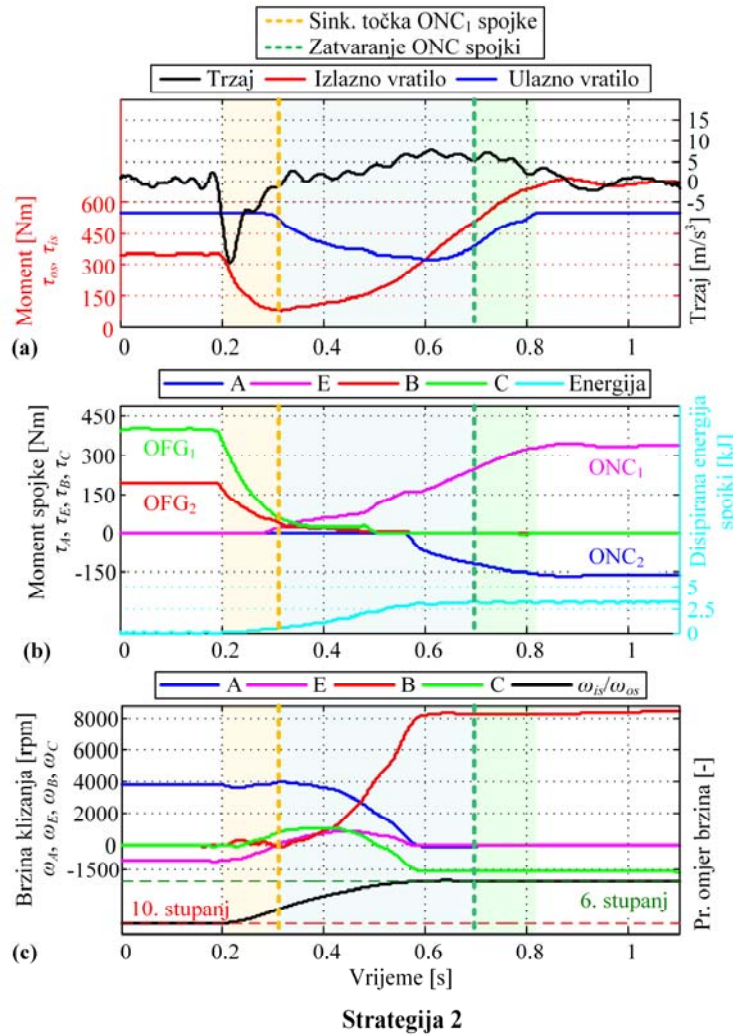 Sink. točka ONC₁ spojke
Zatvaranje ONC spojki
Trzaj Izlazno vratilo Ulazno vratilo
Moment [Nm]
τos, τis
600
450
300
150
0
15
10
5
0
-5
Trzaj [m/s³]
(a)
0 0.2 0.4 0.6 0.8 1
A E B C Energija
Moment spojke [Nm]
τA, τE, τB, τC
450
300
150
0
-150
OFG₁
OFG₂
ONC₁
ONC₂
Disipirana energija
spojki [kJ]
5
2.5
0
(b)
0 0.2 0.4 0.6 0.8 1
A E B C ωis/ωos
Brzina klizanja [rpm]
ωA, ωE, ωB, ωC
8000
6000
4000
2000
0
-1500
10. stupanj
6. stupanj
Pr. omjer brzina [-]
(c)
0 0.2 0.4 0.6 0.8 1
Vrijeme [s]
Strategija 2